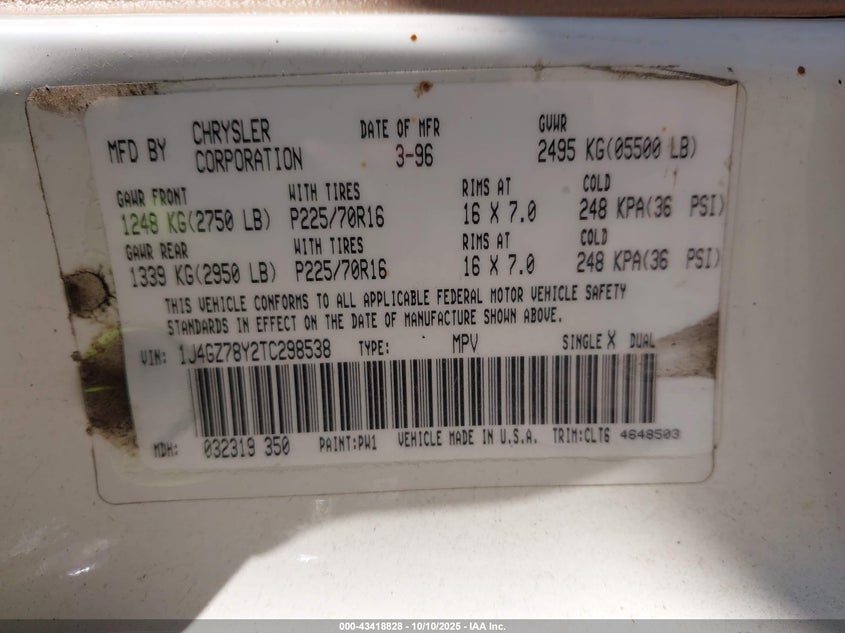 MFD BY CHRYSLER CORPORATION DATE OF MFR 3-96 GVWR 2495 KG(05500 LB)
GAWR FRONT WITH TIRES RIMS AT COLD
1248 KG(2750 LB) P225/70R16 16 X 7.0 248 KPA(36 PSI)
GAWR REAR WITH TIRES RIMS AT COLD
1339 KG(2950 LB) P225/70R16 16 X 7.0 248 KPA(36 PSI)
THIS VEHICLE CONFORMS TO ALL APPLICABLE FEDERAL MOTOR VEHICLE SAFETY
STANDARDS IN EFFECT ON THE DATE OF MANUFACTURE SHOWN ABOVE.
VIN: 1J4GZ78Y2TC298538 TYPE: MPV SINGLE X DUAL
MDH: 032319 350 PAINT:PW1 VEHICLE MADE IN U.S.A. TRIM:CLT6 4648503
000-43418828 - 10/10/2025 - IAA Inc.